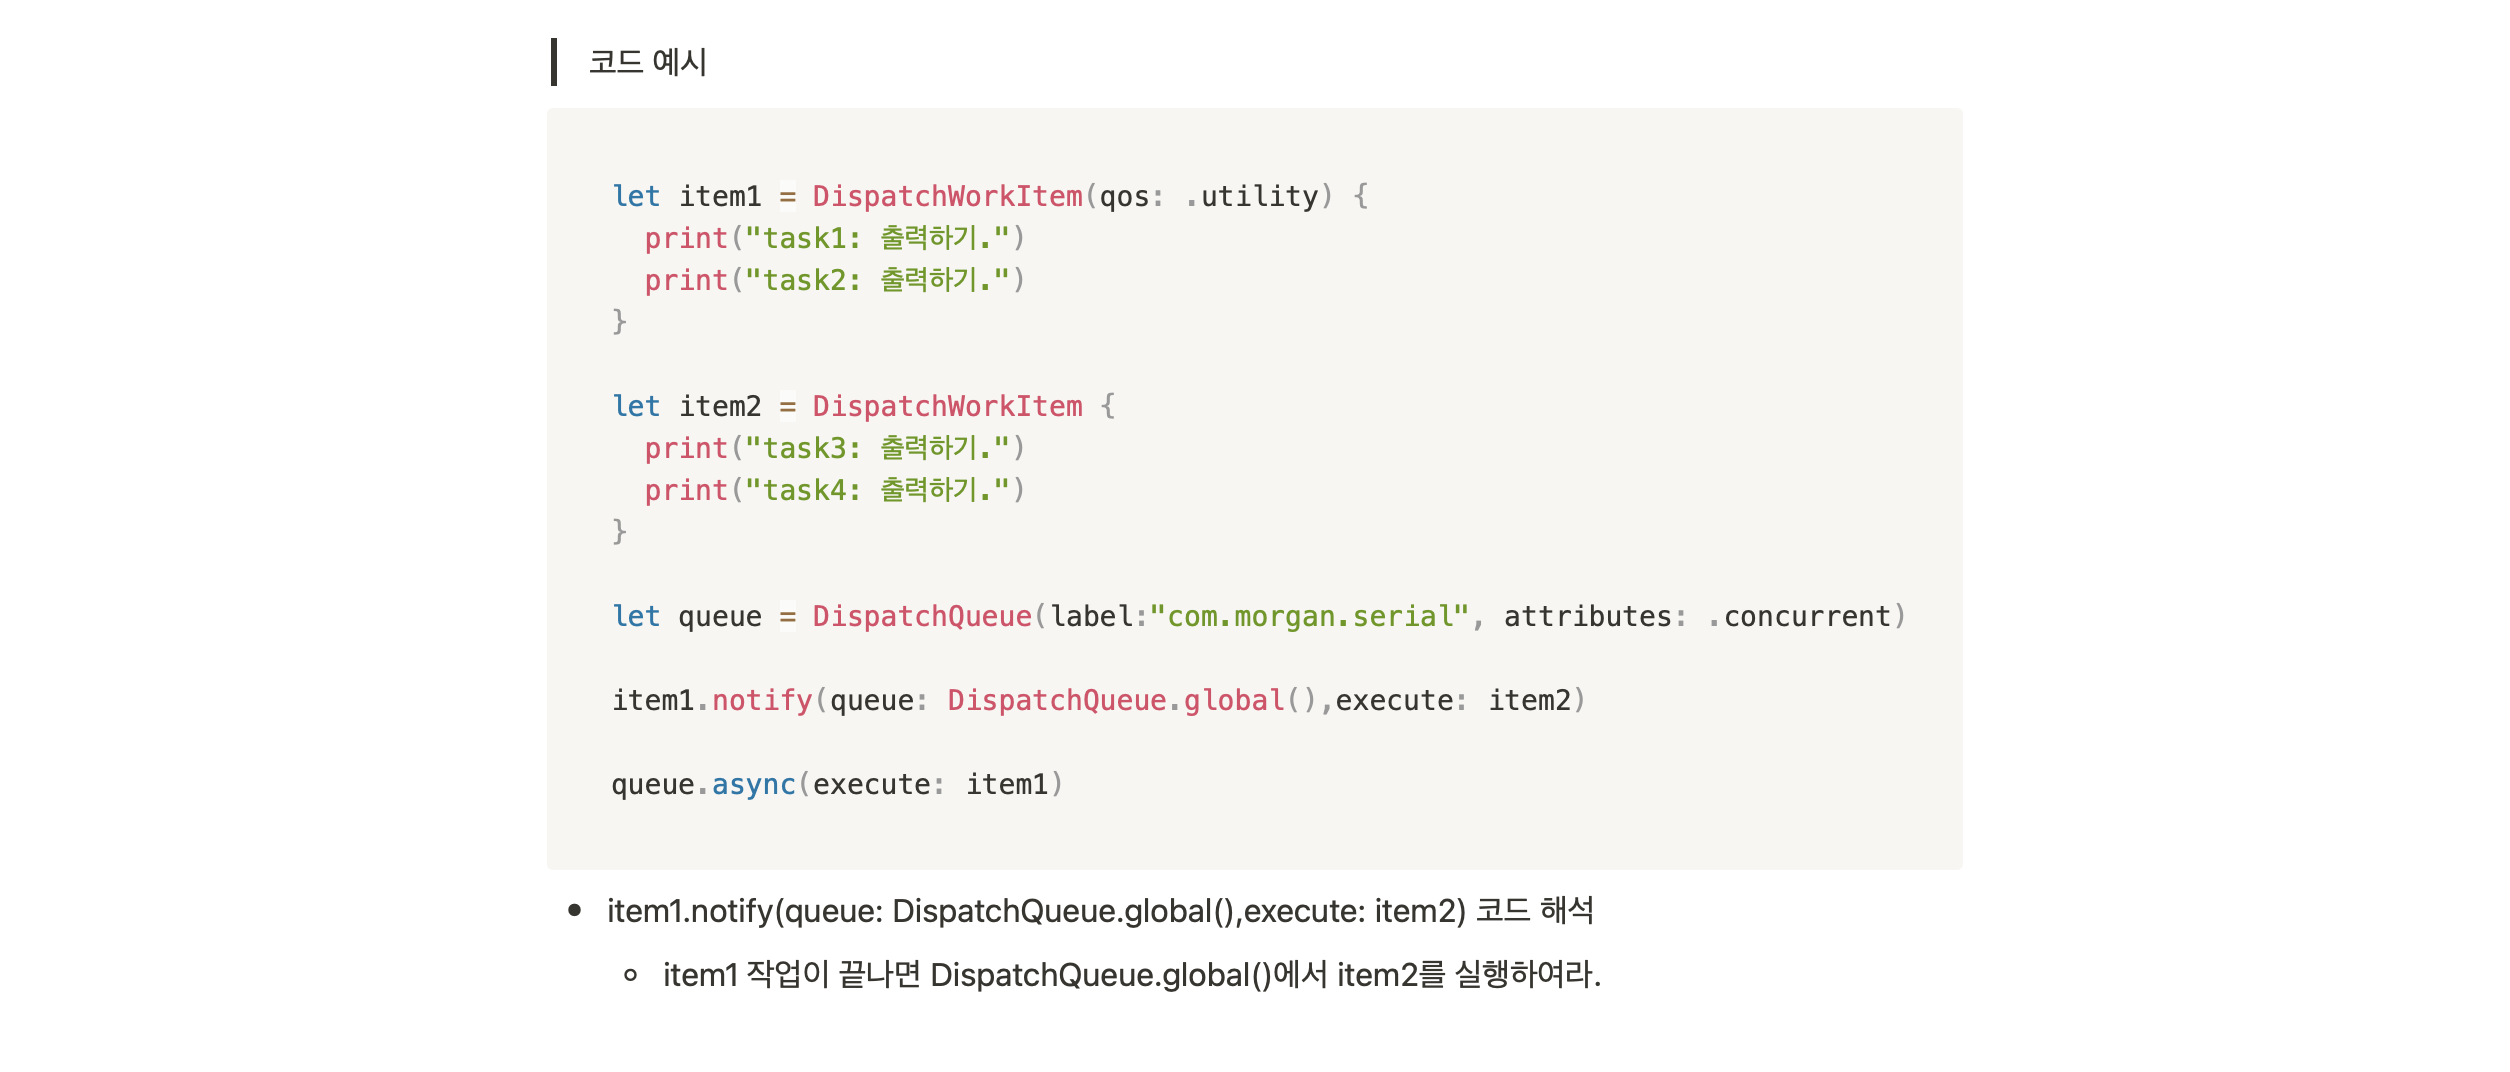 코드 예시
let item1 = DispatchWorkItem(qos: .utility) {
  print("task1: 출력하기.")
  print("task2: 출력하기.")
}
let item2 = DispatchWorkItem {
  print("task3: 출력하기.")
  print("task4: 출력하기.")
}
let queue = DispatchQueue(label:"com.morgan.serial", attributes: .concurrent)
item1.notify(queue: DispatchQueue.global(),execute: item2)
queue.async(execute: item1)
• item1.notify(queue: DispatchQueue.global(),execute: item2) 코드 해석
◦ item1 작업이 끝나면 DispatchQueue.global()에서 item2를 실행하여라.